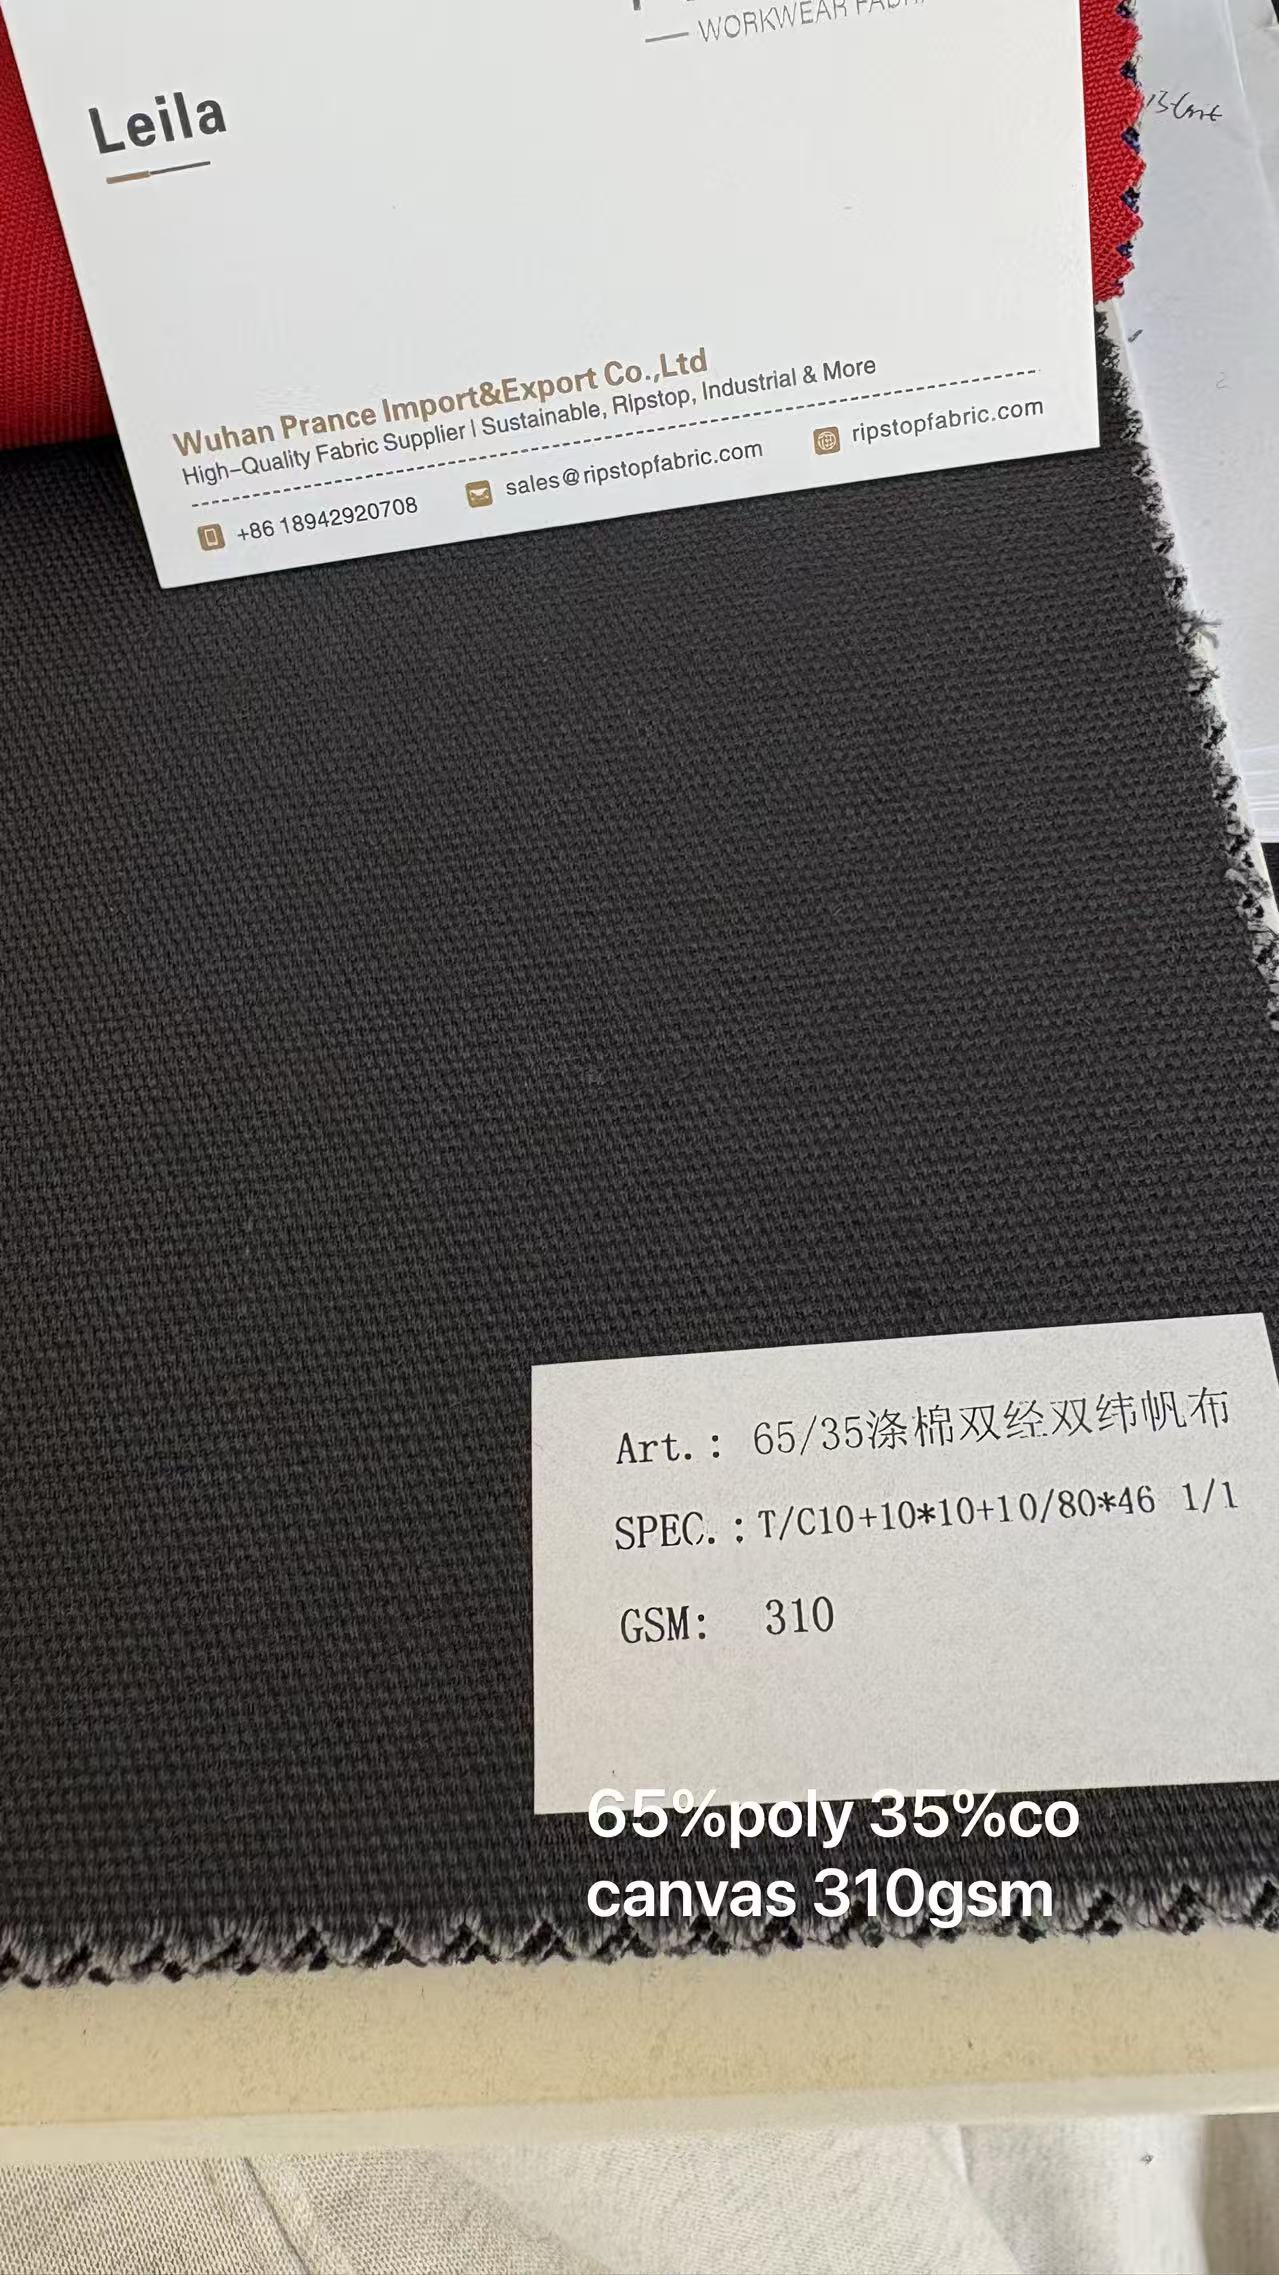 WORKWEAR
Leila
Wuhan Prance Import&Export Co.,Ltd
High-Quality Fabric Supplier | Sustainable, Ripstop, Industrial & More
+86 18942920708
sales@ripstopfabric.com
ripstopfabric.com
Art.: 65/35涤棉双经双纬帆布
SPEC.:T/C10+10*10+10/80*46 1/1
GSM: 310
65%poly 35%co
canvas 310gsm